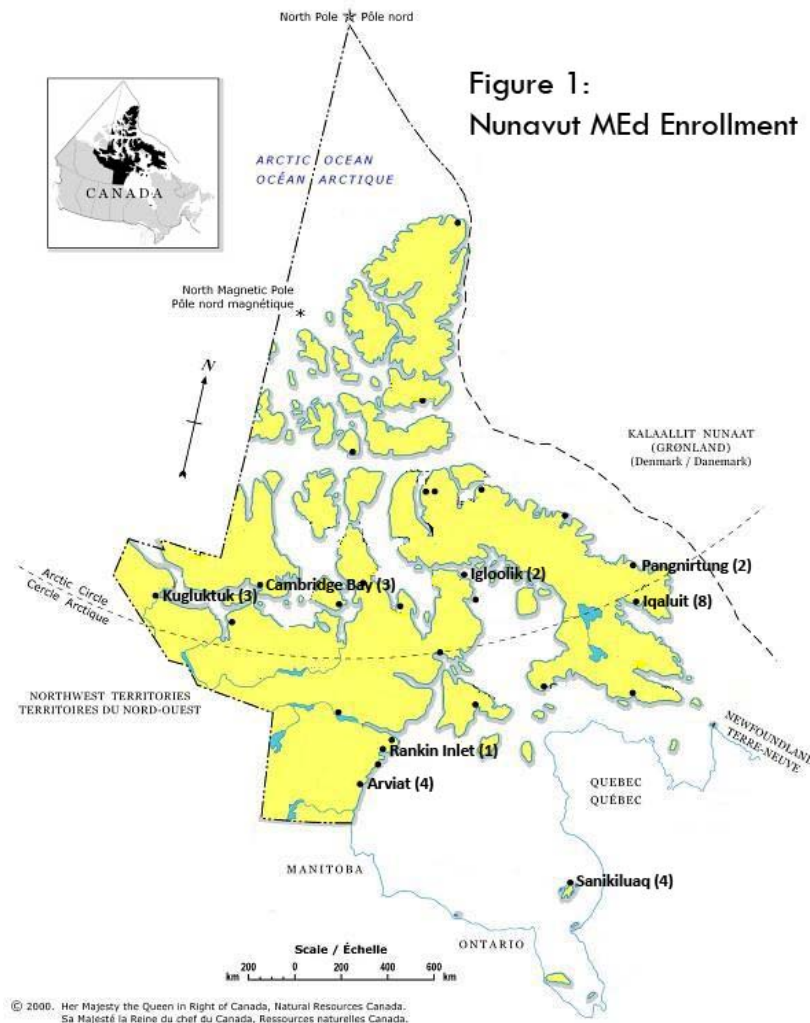 North Pole Pôle nord
Figure 1:
Nunavut MEd Enrollment
ARCTIC OCEAN
OCÉAN ARCTIQUE
CANADA
North Magnetic Pole
Pôle nord magnétique
N
KALAALLIT NUNAAT
(GRØNLAND)
(Denmark / Danemark)
Arctic Circle
Cercle Arctique
Kugluktuk (3)
Cambridge Bay (3)
Igloolik (2)
Pangnirtung (2)
Iqaluit (8)
NORTHWEST TERRITORIES
TERRITOIRES DU NORD-OUEST
Rankin Inlet (1)
Arviat (4)
NEWFOUNDLAND
TERRE-NEUVE
QUEBEC
QUÉBEC
MANITOBA
Sanikiluaq (4)
ONTARIO
Scale / Échelle
200 0 200 400 600
km km
© 2000. Her Majesty the Queen in Right of Canada, Natural Resources Canada.
Sa Majesté la Reine du chef du Canada, Ressources naturelles Canada.